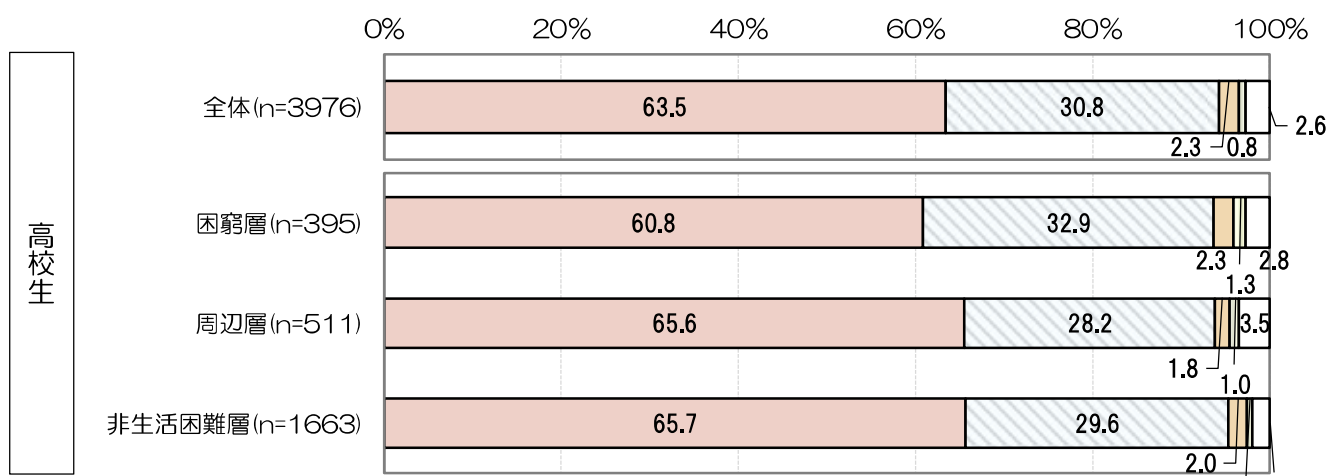 0% 20% 40% 60% 80% 100%
高校生
全体(n=3976) 63.5 30.8 2.3 0.8 2.6
困窮層(n=395) 60.8 32.9 2.3 1.3 2.8
周辺層(n=511) 65.6 28.2 1.8 1.0 3.5
非生活困難層(n=1663) 65.7 29.6 2.0